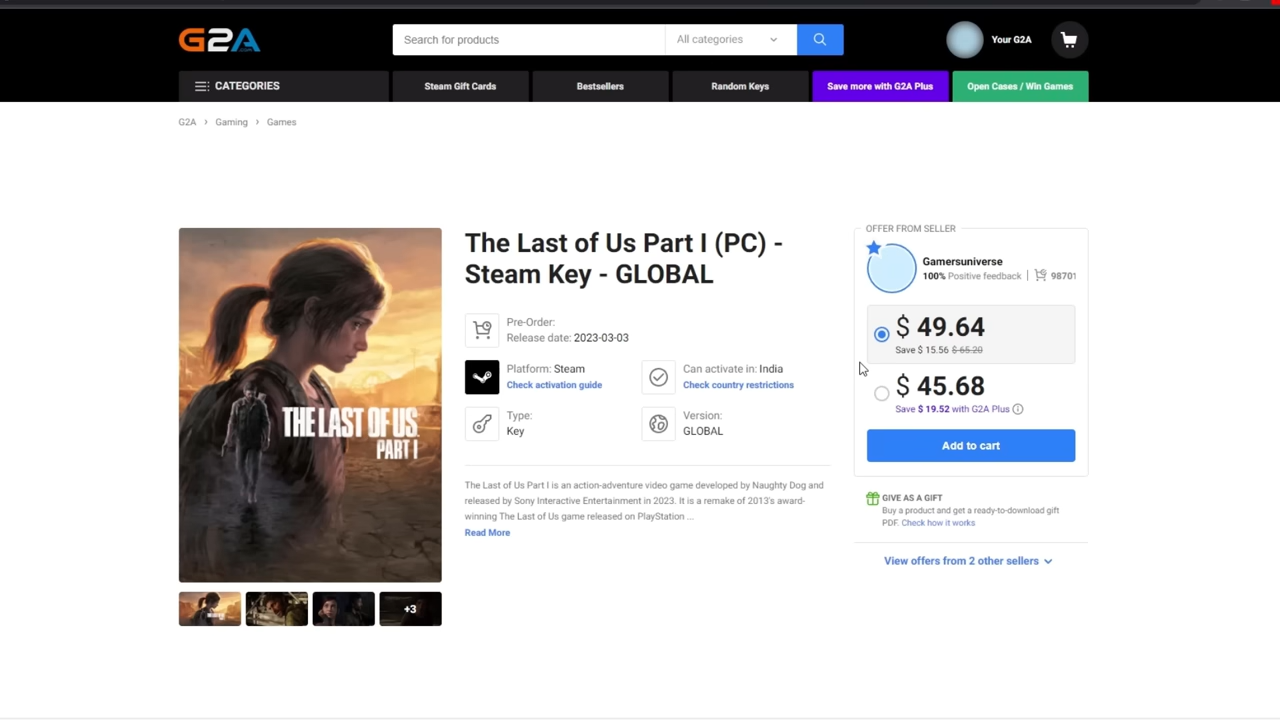 G2A
Search for products
All categories
Your G2A
CATEGORIES
Steam Gift Cards
Bestsellers
Random Keys
Save more with G2A Plus
Open Cases / Win Games
G2A > Gaming > Games
THE LAST OF US
PART I
+3
The Last of Us Part I (PC) -
Steam Key - GLOBAL
Pre-Order:
Release date: 2023-03-03
Platform: Steam
Check activation guide
Can activate in: India
Check country restrictions
Type:
Key
Version:
GLOBAL
The Last of Us Part I is an action-adventure video game developed by Naughty Dog and
released by Sony Interactive Entertainment in 2023. It is a remake of 2013's award-
winning The Last of Us game released on PlayStation ...
Read More
OFFER FROM SELLER
Gamersuniverse
100% Positive feedback | 98701
$ 49.64
Save $ 15.56 $ 65.20
$ 45.68
Save $ 19.52 with G2A Plus
Add to cart
GIVE AS A GIFT
Buy a product and get a ready-to-download gift
PDF. Check how it works
View offers from 2 other sellers